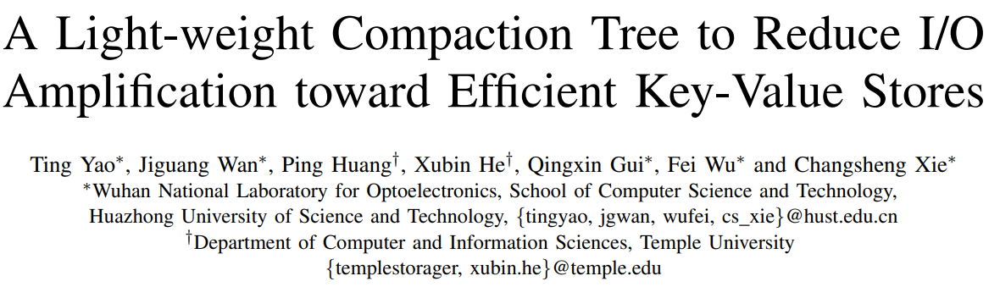 A Light-weight Compaction Tree to Reduce I/O
Amplification toward Efficient Key-Value Stores
Ting Yao*, Jiguang Wan*, Ping Huang†, Xubin He†, Qingxin Gui*, Fei Wu* and Changsheng Xie*
*Wuhan National Laboratory for Optoelectronics, School of Computer Science and Technology,
Huazhong University of Science and Technology, {tingyao, jgwan, wufei, cs_xie}@hust.edu.cn
†Department of Computer and Information Sciences, Temple University
{templestorager, xubin.he}@temple.edu